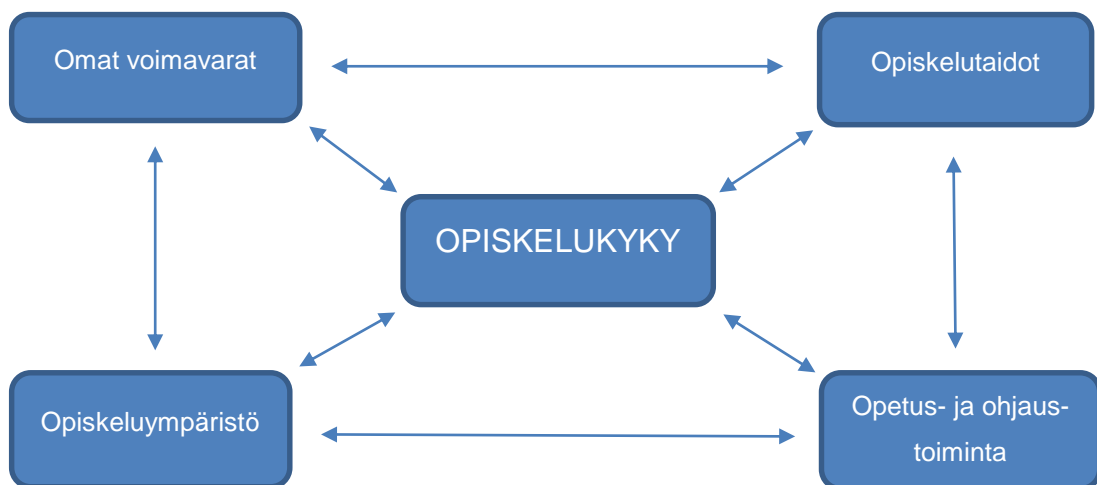 Omat voimavarat
Opiskelutaidot
OPISKELUKYKY
Opiskeluympäristö
Opetus- ja ohjaus-
toiminta